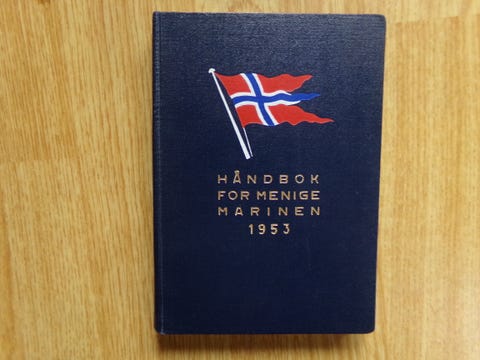 HÅNDBOK
FOR MENIGE
MARINEN
1953